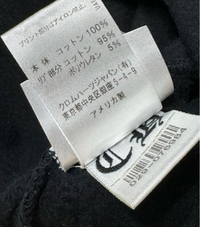 プリント部分はアイロン禁止
本体 コットン 100%
リブ部分 コットン 95%
ポリウレタン 5%
クロムハーツジャパン(有)
東京都中央区銀座5-4-9
アメリカ製